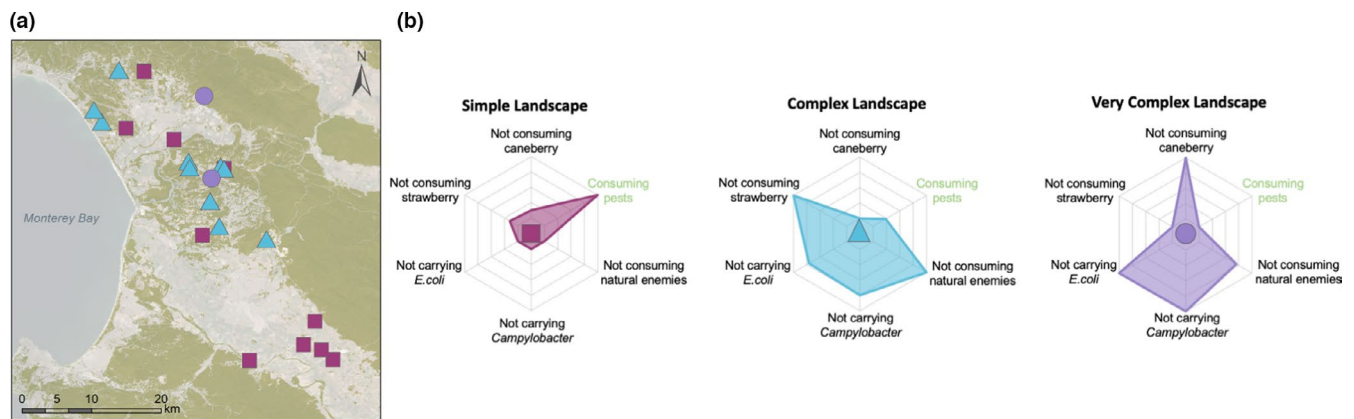 (a)
N
Monterey Bay
0 5 10 20
km
(b)
Simple Landscape
Not consuming
caneberry
Consuming
pests
Not consuming
natural enemies
Not carrying
Campylobacter
Not carrying
E.coli
Not consuming
strawberry
Complex Landscape
Not consuming
caneberry
Consuming
pests
Not consuming
natural enemies
Not carrying
Campylobacter
Not carrying
E.coli
Not consuming
strawberry
Very Complex Landscape
Not consuming
caneberry
Consuming
pests
Not consuming
natural enemies
Not carrying
Campylobacter
Not carrying
E.coli
Not consuming
strawberry